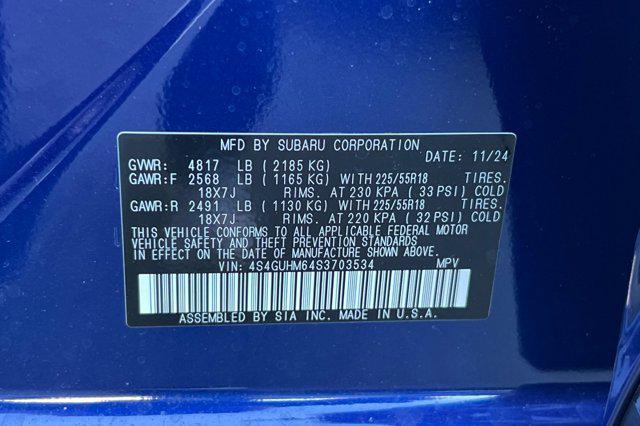 MFD BY SUBARU CORPORATION
DATE: 11/24
GVWR: 4817 LB (2185 KG)
GAWR:F 2568 LB (1165 KG) WITH 225/55R18 TIRES.
18X7J RIMS. AT 230 KPA (33 PSI) COLD
GAWR:R 2491 LB (1130 KG) WITH 225/55R18 TIRES.
18X7J RIMS. AT 220 KPA (32 PSI) COLD
THIS VEHICLE CONFORMS TO ALL APPLICABLE FEDERAL MOTOR
VEHICLE SAFETY AND THEFT PREVENTION STANDARDS
IN EFFECT ON THE DATE OF MANUFACTURE SHOWN ABOVE.
VIN: 4S4GUHM64S3703534 MPV
ASSEMBLED BY SIA INC. MADE IN U.S.A.